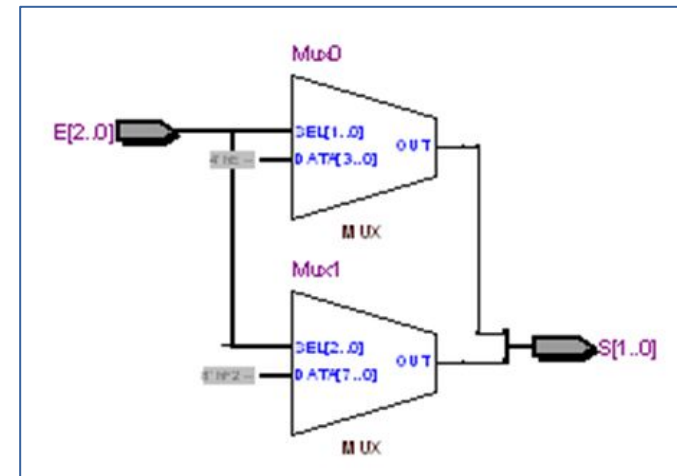 Mux0
E[2..0]
SEL[1..0]
OUT
DATA[3..0]
MUX
Mux1
SEL[2..0]
OUT
S[1..0]
DATA[7..0]
MUX